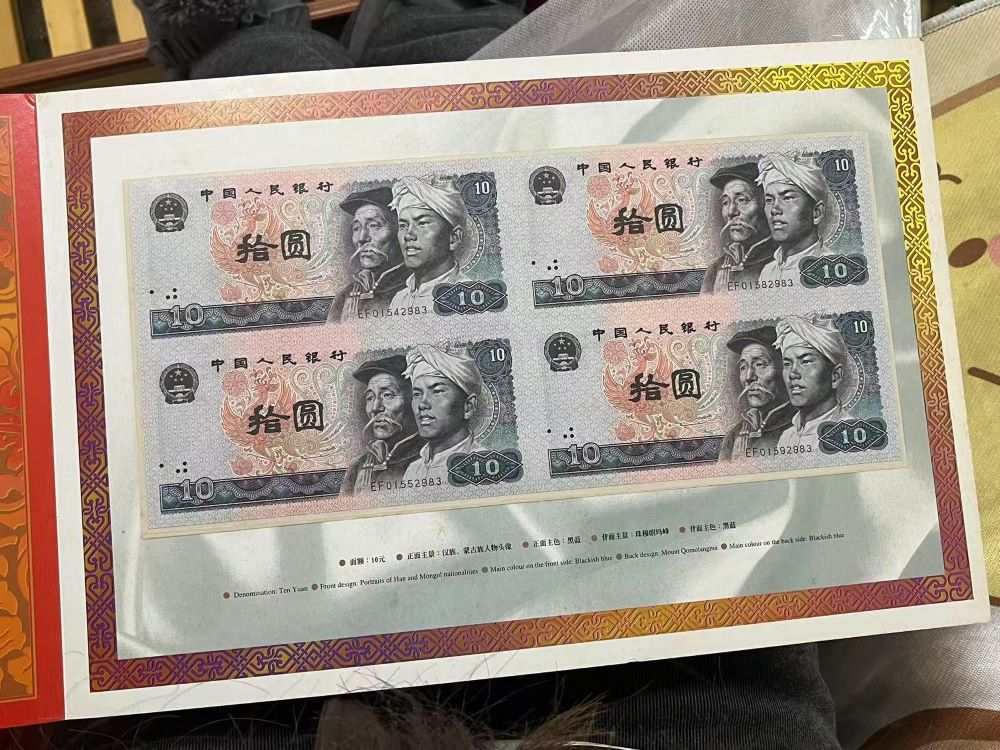 中国人民银行
10
拾圆
10
10
EF01542983
中国人民银行
10
拾圆
10
10
EF01582983
中国人民银行
10
拾圆
10
10
EF01552983
中国人民银行
10
拾圆
10
10
EF01592983
● 面额：10元 ● 正面主景：汉族、蒙古族人物头像 ● 正面主色：黑蓝 ● 背面主景：珠穆朗玛峰 ● 背面主色：黑蓝
● Denomination: Ten Yuan ● Front design: Portraits of Han and Mongol nationalities ● Main colour on the front side: Blackish blue ● Back design: Mount Qomolangma ● Main colour on the back side: Blackish blue